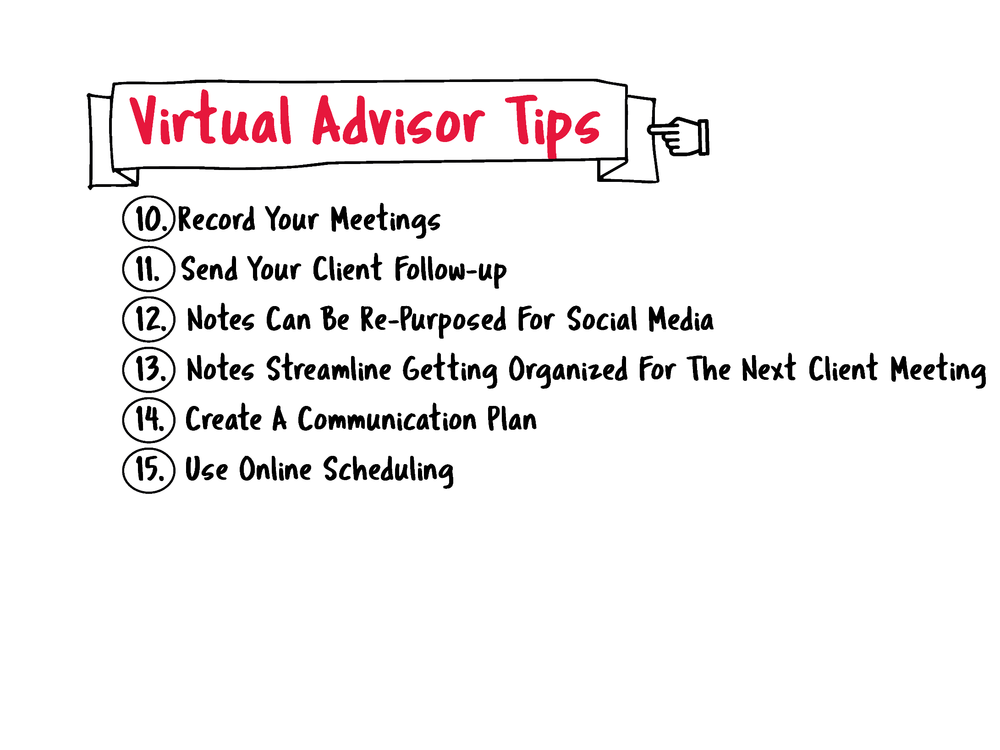 Virtual Advisor Tips
10. Record Your Meetings
11. Send Your Client Follow-up
12. Notes Can Be Re-Purposed For Social Media
13. Notes Streamline Getting Organized For The Next Client Meeting
14. Create A Communication Plan
15. Use Online Scheduling